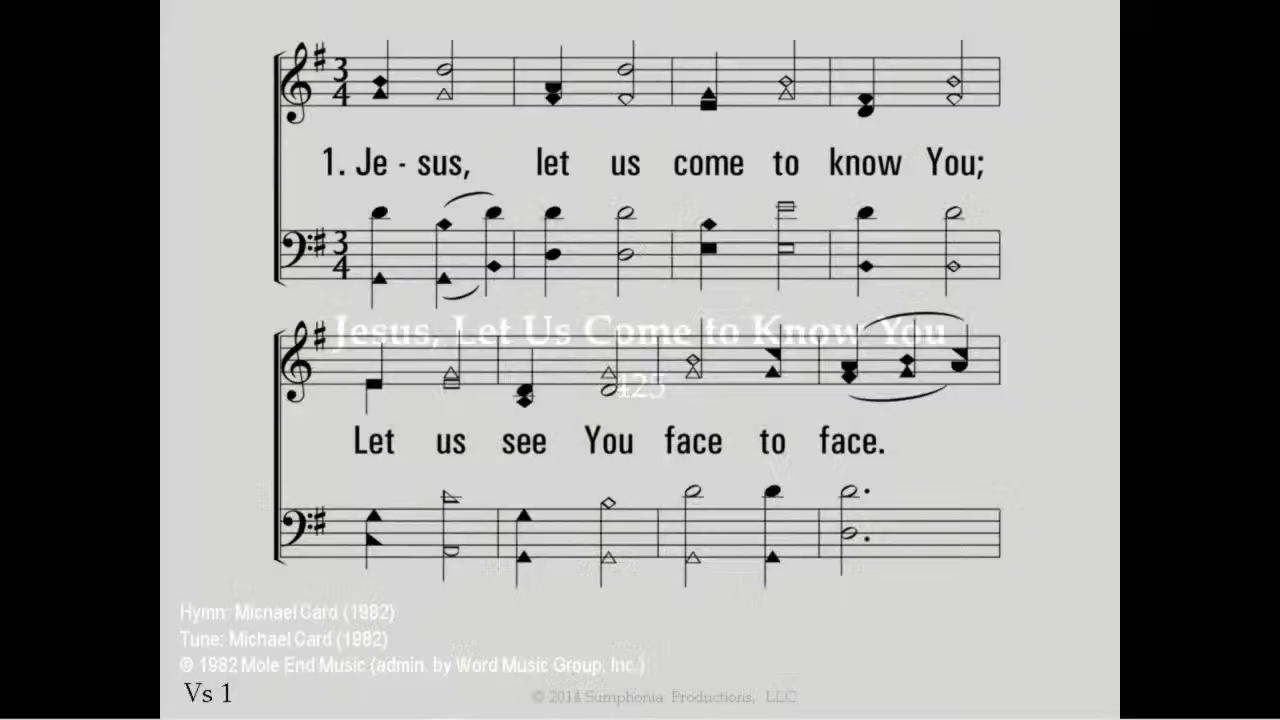 1. Je - sus, let us come to know You;
Jesus, Let Us Come to Know You
425
Let us see You face to face.
Hymn: Michael Card (1982)
Tune: Michael Card (1982)
© 1982 Mole End Music (admin. by Word Music Group, Inc.)
Vs 1
© 2014 Sumphonia Productions, LLC